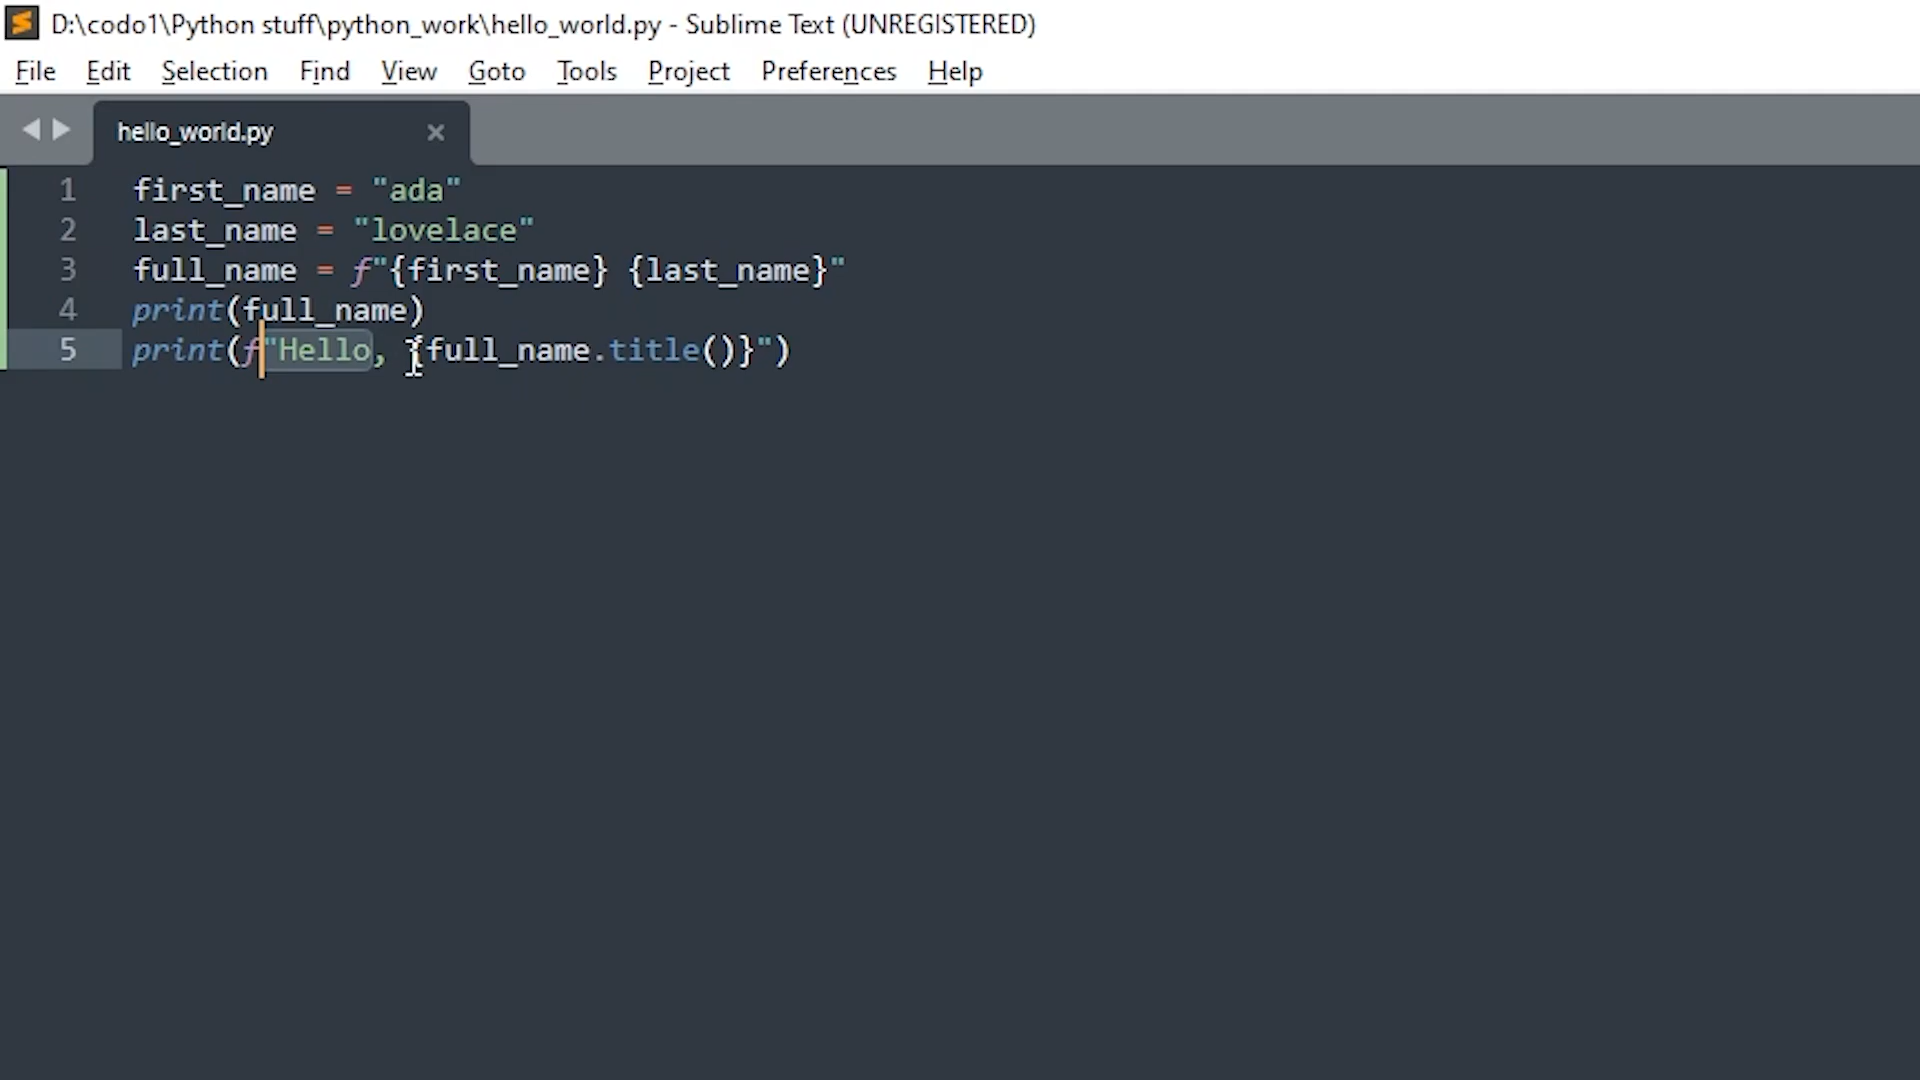 D:\codo1\Python stuff\python_work\hello_world.py - Sublime Text (UNREGISTERED)
File Edit Selection Find View Goto Tools Project Preferences Help
hello_world.py
1 first_name = "ada"
2 last_name = "lovelace"
3 full_name = f"{first_name} {last_name}"
4 print(full_name)
5 print(f"Hello, {full_name.title()}")